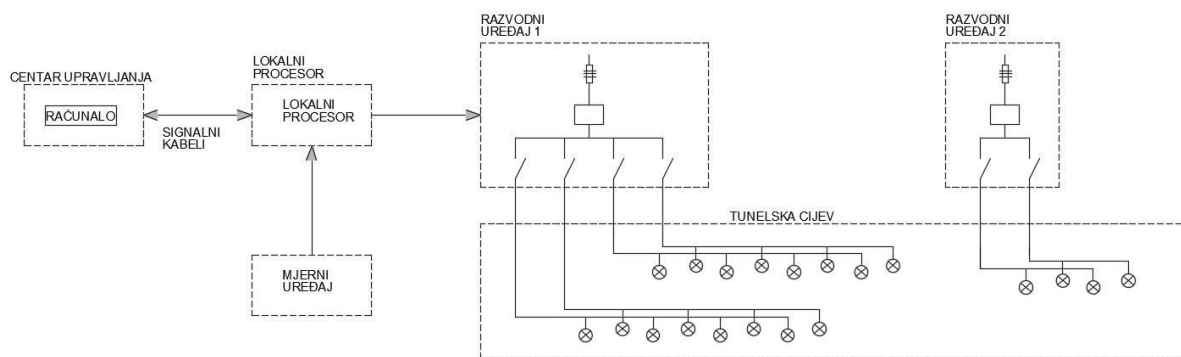 CENTAR UPRAVLJANJA
RAČUNALO
SIGNALNI
KABELI
LOKALNI
PROCESOR
LOKALNI
PROCESOR
MJERNI
UREĐAJ
RAZVODNI
UREĐAJ 1
RAZVODNI
UREĐAJ 2
TUNELSKA CIJEV